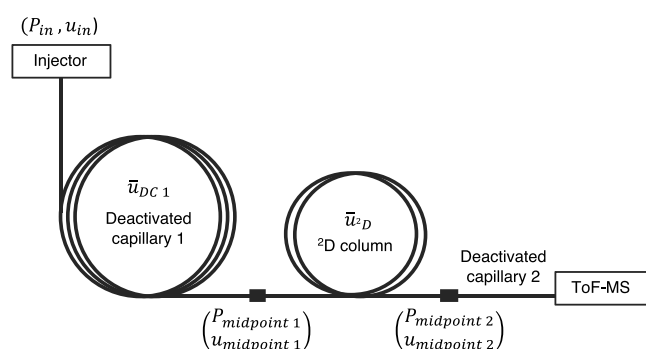 (P_in , u_in)
Injector
ū_DC 1
Deactivated
capillary 1
ū_²D
²D column
Deactivated
capillary 2
ToF-MS
(P_midpoint 1
u_midpoint 1)
(P_midpoint 2
u_midpoint 2)